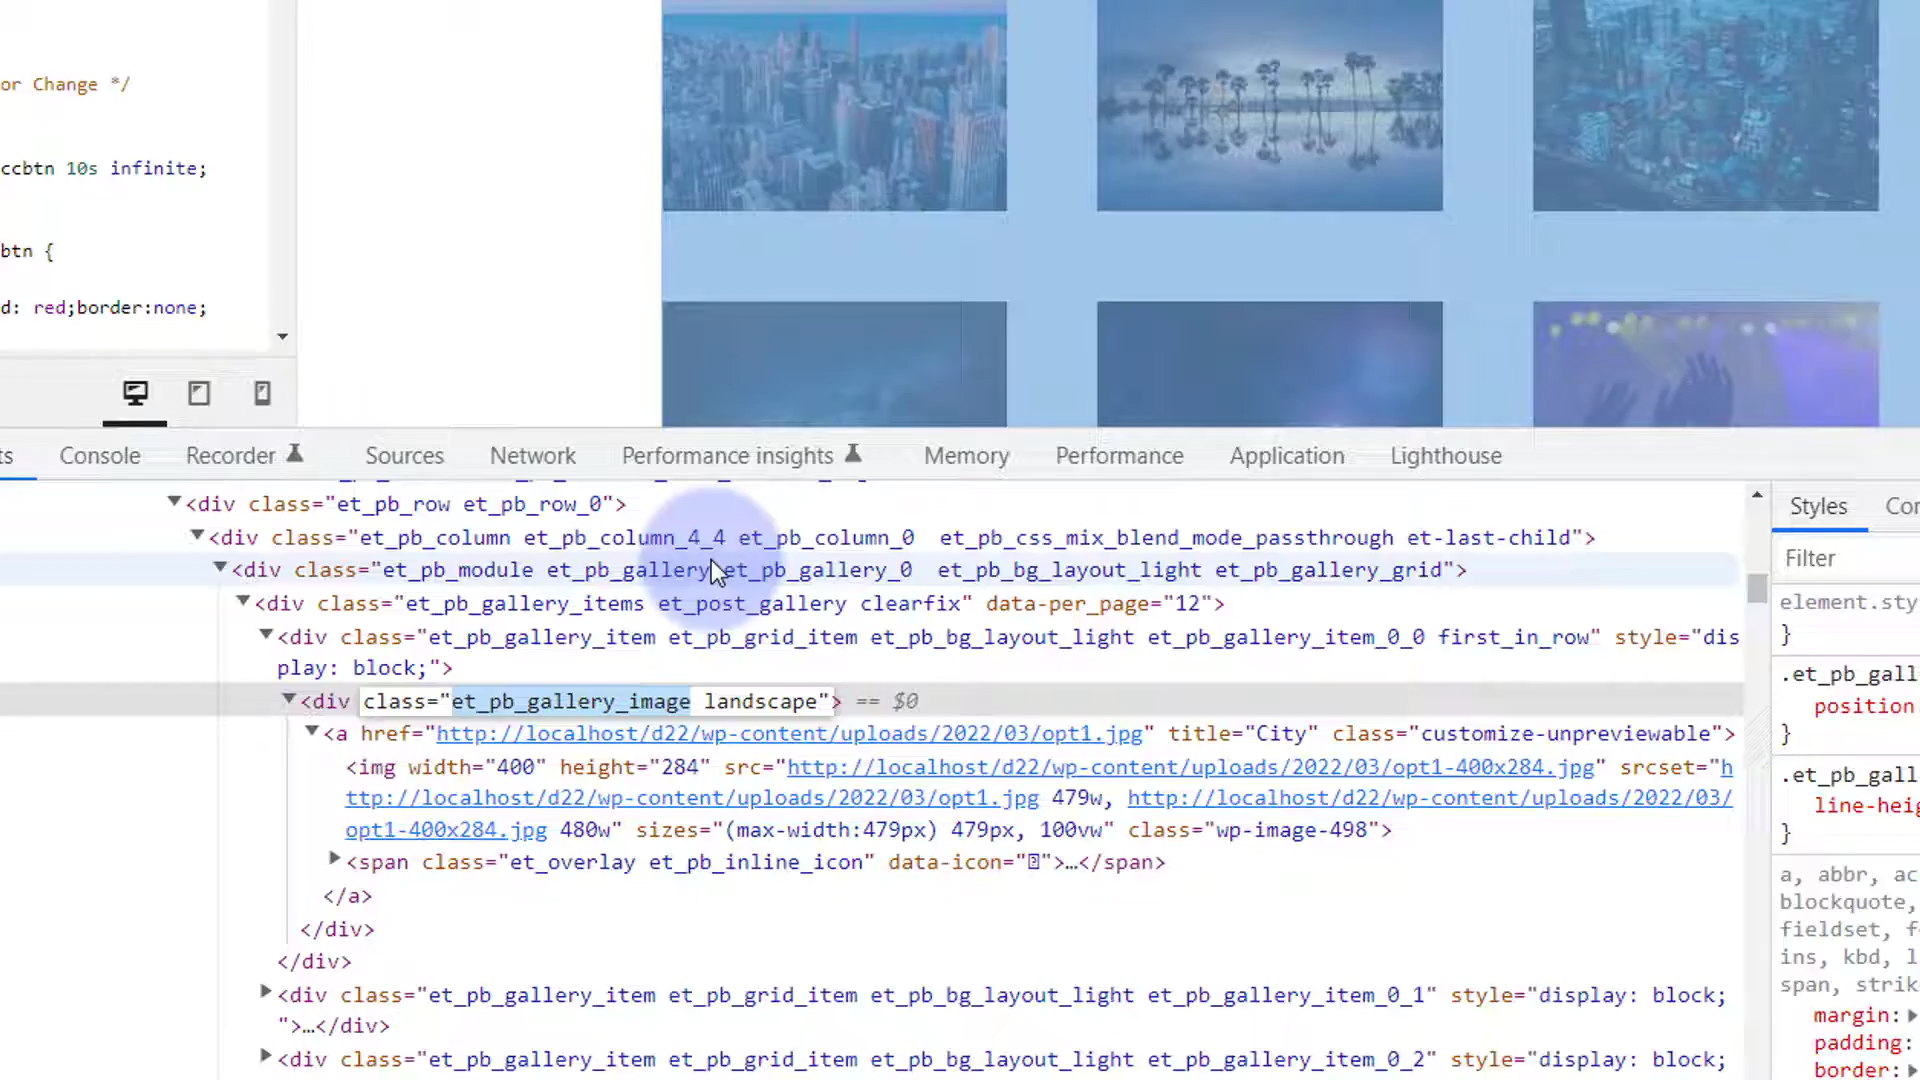 or Change */
ccbtn 10s infinite;
btn {
d: red;border:none;
ts Console Recorder Sources Network Performance insights Memory Performance Application Lighthouse
<div class="et_pb_row et_pb_row_0">
<div class="et_pb_column et_pb_column_4_4 et_pb_column_0 et_pb_css_mix_blend_mode_passthrough et-last-child">
<div class="et_pb_module et_pb_gallery et_pb_gallery_0 et_pb_bg_layout_light et_pb_gallery_grid">
<div class="et_pb_gallery_items et_post_gallery clearfix" data-per_page="12">
<div class="et_pb_gallery_item et_pb_grid_item et_pb_bg_layout_light et_pb_gallery_item_0_0 first_in_row" style="dis
play: block;">
<div class="et_pb_gallery_image landscape"> == $0
<a href="http://localhost/d22/wp-content/uploads/2022/03/opt1.jpg" title="City" class="customize-unpreviewable">
<img width="400" height="284" src="http://localhost/d22/wp-content/uploads/2022/03/opt1-400x284.jpg" srcset="h
ttp://localhost/d22/wp-content/uploads/2022/03/opt1.jpg 479w, http://localhost/d22/wp-content/uploads/2022/03/
opt1-400x284.jpg 480w" sizes="(max-width:479px) 479px, 100vw" class="wp-image-498">
<span class="et_overlay et_pb_inline_icon" data-icon="">…</span>
</a>
</div>
</div>
<div class="et_pb_gallery_item et_pb_grid_item et_pb_bg_layout_light et_pb_gallery_item_0_1" style="display: block;
">…</div>
<div class="et_pb_gallery_item et_pb_grid_item et_pb_bg_layout_light et_pb_gallery_item_0_2" style="display: block;
Styles Co
Filter
element.sty
}
.et_pb_gall
position
}
.et_pb_gall
line-heig
}
a, abbr, ac
blockquote,
fieldset, f
ins, kbd, l
span, strik
margin:
padding:
border: